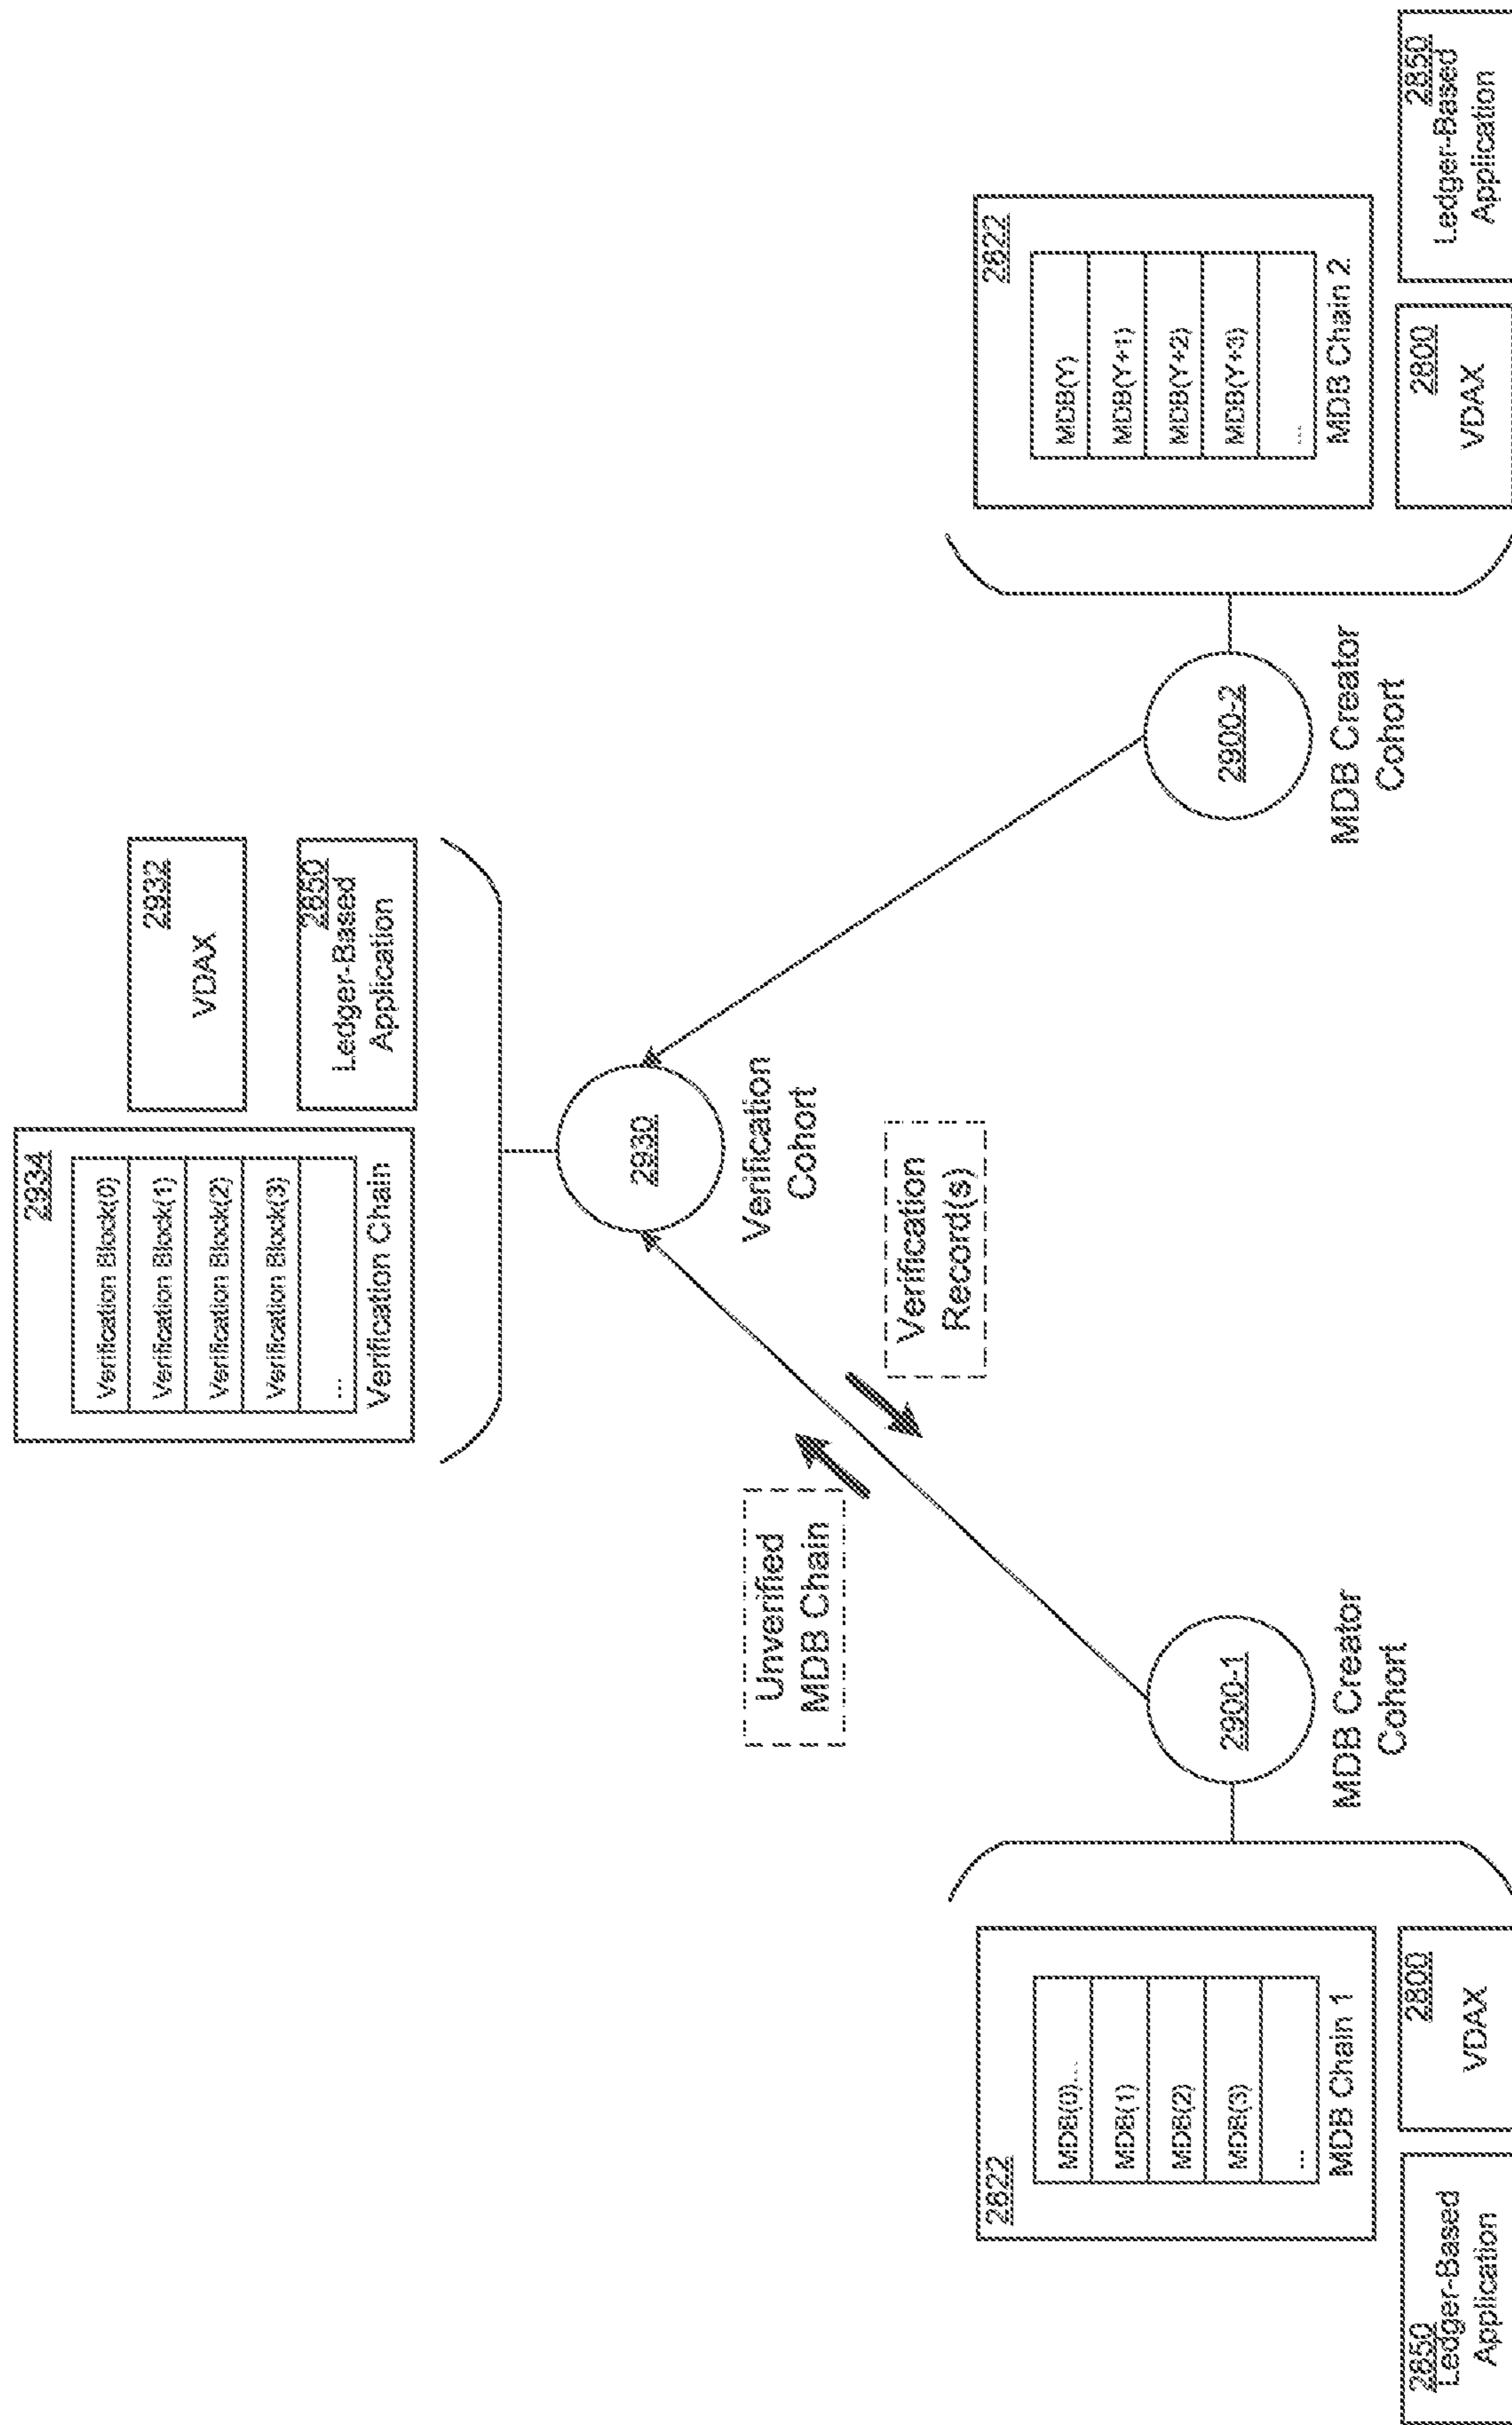 2934
Verification Block(0)
Verification Block(1)
Verification Block(2)
Verification Block(3)
...
Verification Chain
2932
VDAX
2850
Ledger-Based
Application
2930
Verification
Cohort
Unverified
MDB Chain
Verification
Record(s)
2822
MDB(0)...
MDB(1)
MDB(2)
MDB(3)
...
MDB Chain 1
2850
Ledger-Based
Application
2800
VDAX
2900-1
MDB Creator
Cohort
2900-2
MDB Creator
Cohort
2822
MDB(Y)
MDB(Y+1)
MDB(Y+2)
MDB(Y+3)
...
MDB Chain 2
2800
VDAX
2850
Ledger-Based
Application